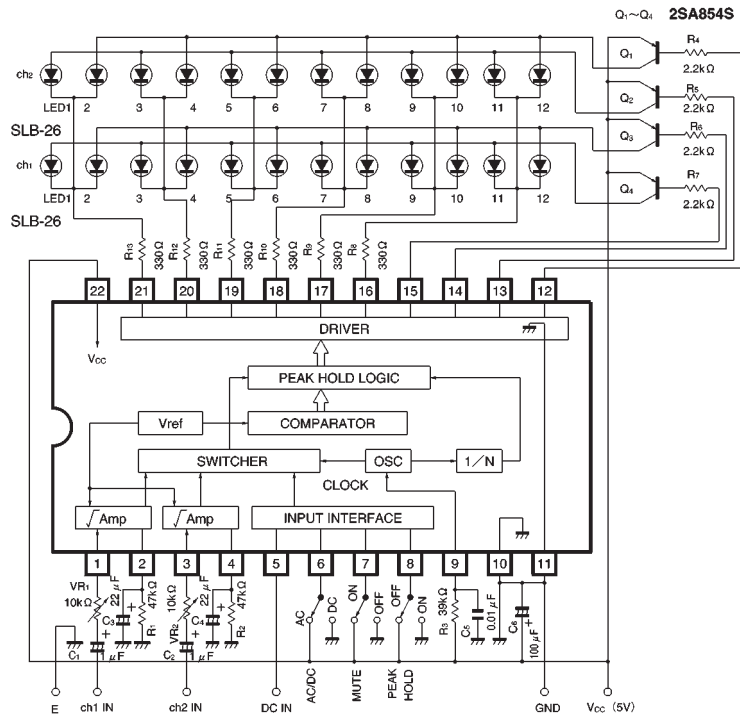 Q1~Q4 2SA854S
R4
2.2kΩ
R5
2.2kΩ
R6
2.2kΩ
R7
2.2kΩ
Q1
Q2
Q3
Q4
ch2
LED1 2 3 4 5 6 7 8 9 10 11 12
SLB-26
ch1
LED1 2 3 4 5 6 7 8 9 10 11 12
SLB-26
R13 330Ω R12 330Ω R11 330Ω R10 330Ω R9 330Ω R8 330Ω
22 21 20 19 18 17 16 15 14 13 12
VCC
DRIVER
PEAK HOLD LOGIC
Vref COMPARATOR
SWITCHER OSC 1/N
CLOCK
√Amp √Amp INPUT INTERFACE
1 2 3 4 5 6 7 8 9 10 11
VR1
10kΩ
C1
1μF
C3
22μF
R1
47kΩ
10kΩ
VR2
C2
1μF
C4
22μF
R2
47kΩ
AC DC
AC/DC
ON OFF
MUTE
OFF ON
PEAK
HOLD
R3 39kΩ
C5
0.01μF
C6
100μF
E ch1 IN ch2 IN DC IN GND VCC (5V)